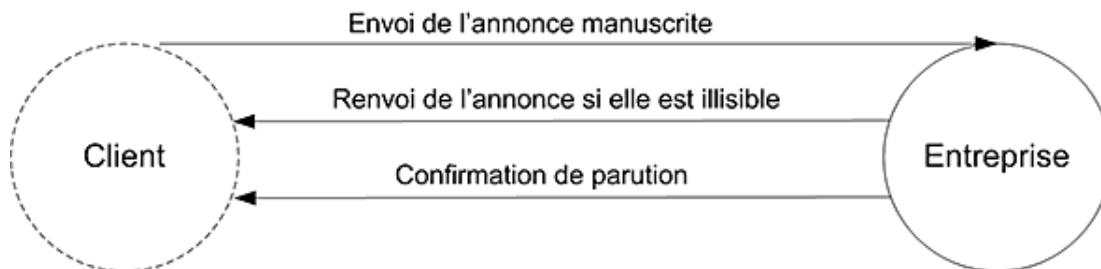 Envoi de l'annonce manuscrite
Renvoi de l'annonce si elle est illisible
Client
Entreprise
Confirmation de parution